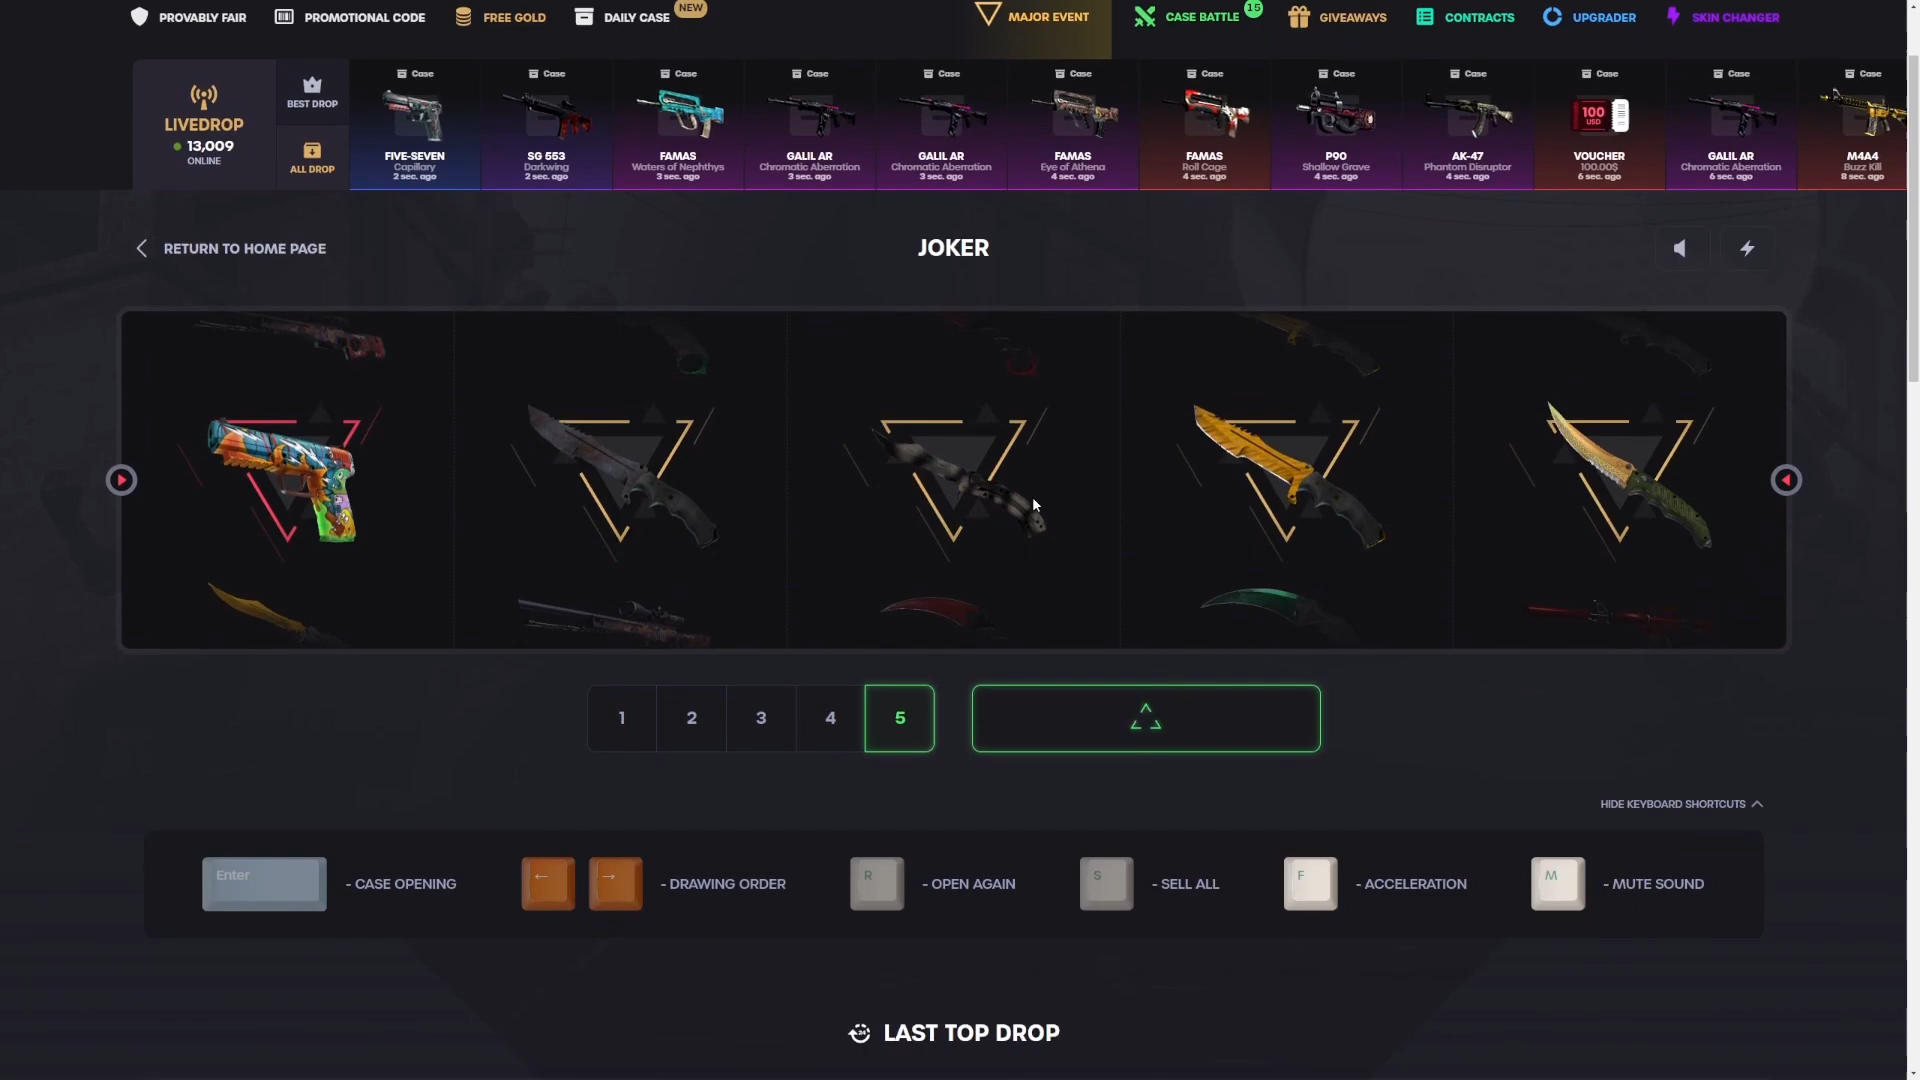 PROVABLY FAIR
PROMOTIONAL CODE
FREE GOLD
DAILY CASE
NEW
MAJOR EVENT
CASE BATTLE
15
GIVEAWAYS
CONTRACTS
UPGRADER
SKIN CHANGER
LIVEDROP
13,009
ONLINE
BEST DROP
ALL DROP
Case
FIVE-SEVEN
Capillary
2 sec. ago
Case
SG 553
Darkwing
2 sec. ago
Case
FAMAS
Waters of Nephthys
3 sec. ago
Case
GALIL AR
Chromatic Aberration
3 sec. ago
Case
GALIL AR
Chromatic Aberration
3 sec. ago
Case
FAMAS
Eye of Athena
4 sec. ago
Case
FAMAS
Roll Cage
4 sec. ago
Case
P90
Shallow Grave
4 sec. ago
Case
AK-47
Phantom Disruptor
4 sec. ago
Case
100
USD
VOUCHER
100.00$
6 sec. ago
Case
GALIL AR
Chromatic Aberration
6 sec. ago
Case
M4A4
Buzz Kill
8 sec. ago
RETURN TO HOME PAGE
JOKER
1
2
3
4
5
HIDE KEYBOARD SHORTCUTS
Enter
- CASE OPENING
← →
- DRAWING ORDER
R
- OPEN AGAIN
S
- SELL ALL
F
- ACCELERATION
M
- MUTE SOUND
24
LAST TOP DROP